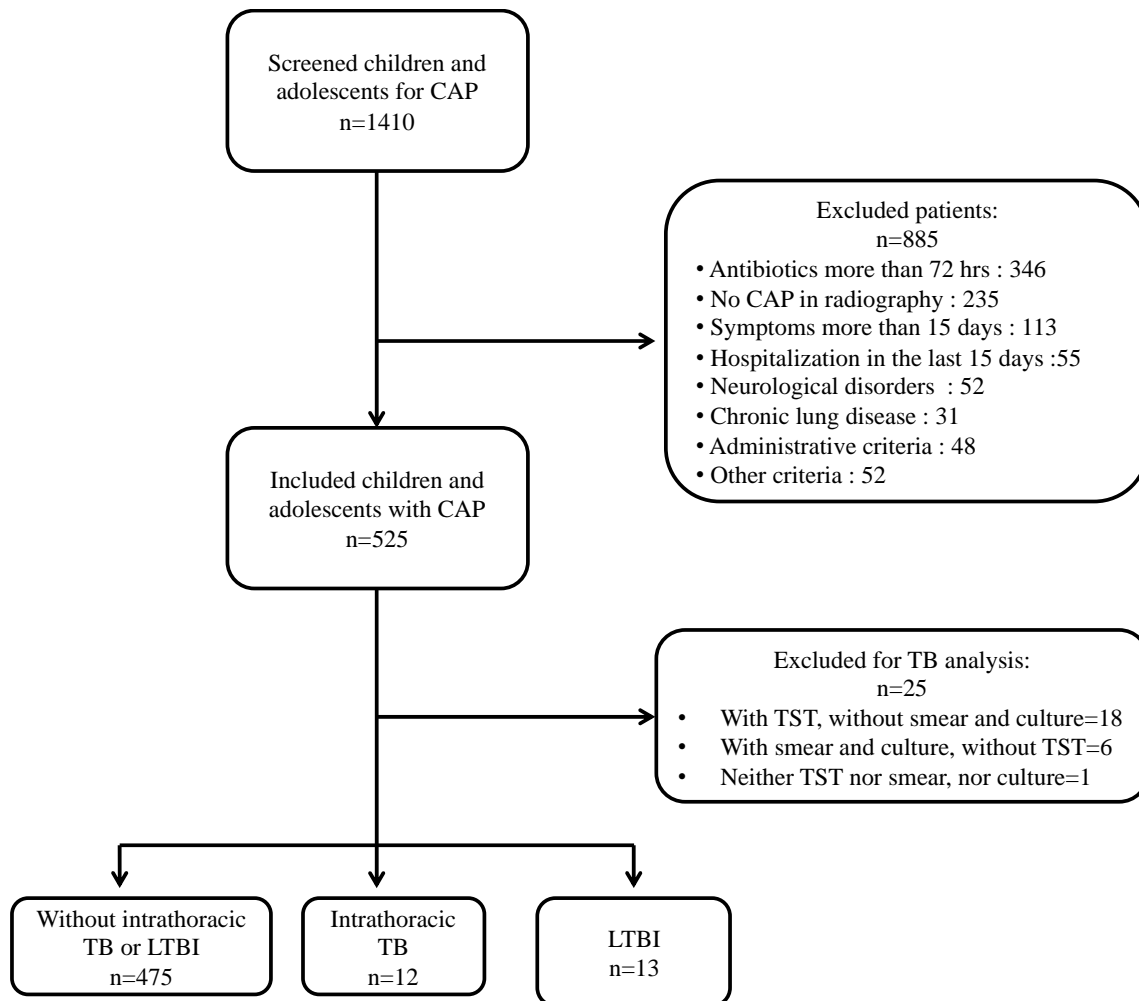 Screened children and
adolescents for CAP
n=1410
Excluded patients:
n=885
• Antibiotics more than 72 hrs : 346
• No CAP in radiography : 235
• Symptoms more than 15 days : 113
• Hospitalization in the last 15 days :55
• Neurological disorders : 52
• Chronic lung disease : 31
• Administrative criteria : 48
• Other criteria : 52
Included children and
adolescents with CAP
n=525
Excluded for TB analysis:
n=25
• With TST, without smear and culture=18
• With smear and culture, without TST=6
• Neither TST nor smear, nor culture=1
Without intrathoracic
TB or LTBI
n=475
Intrathoracic
TB
n=12
LTBI
n=13